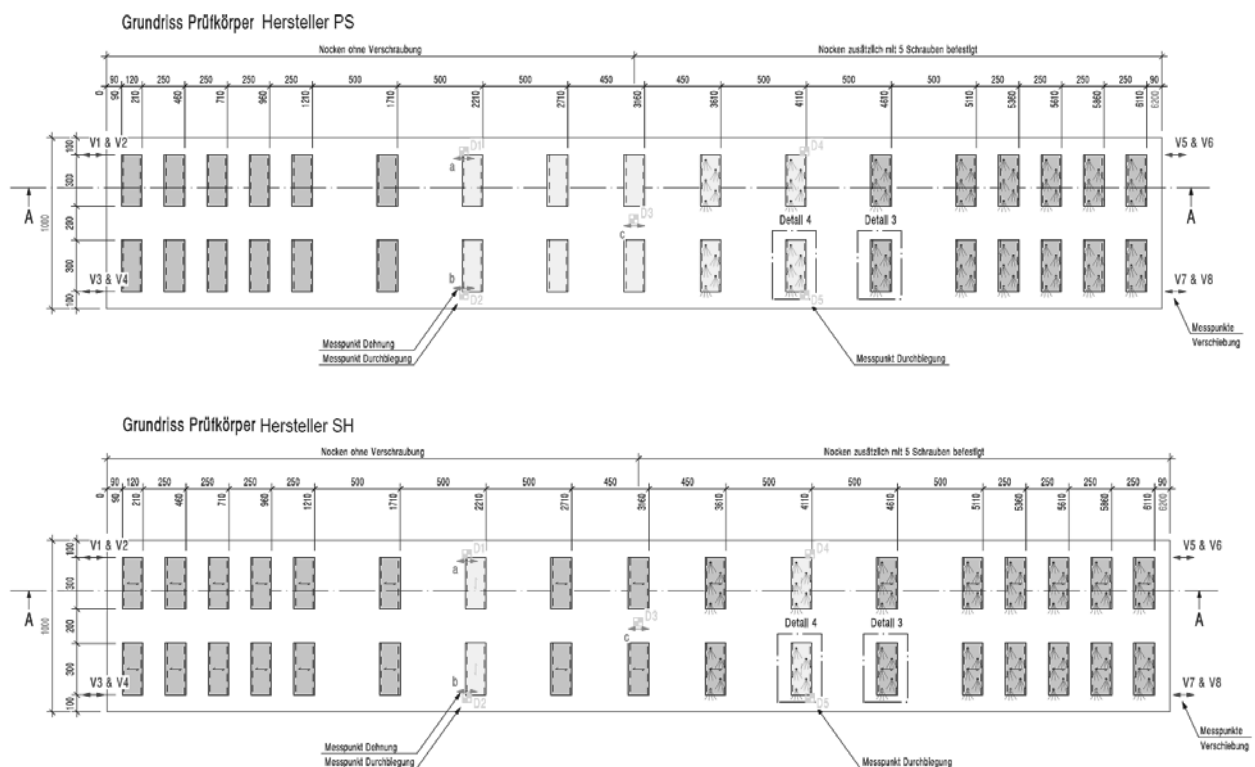 Grundriss Prüfkörper Hersteller PS
Nocken ohne Verschraubung
Nocken zusätzlich mit 5 Schrauben befestigt
90 120 250 250 250 250 500 500 500 450 450 500 500 500 250 250 250 250 90
0 90 210 460 710 960 1210 1710 2210 2710 3160 3610 4110 4610 5110 5360 5610 5860 6110 6200
V1 & V2
D1
D4
V5 & V6
100
a
300
A
A
1000
200
D3
Detail 4
Detail 3
c
300
V3 & V4
b
V7 & V8
100
D2
D5
Messpunkt Dehnung
Messpunkt Durchbiegung
Messpunkt Durchbiegung
Messpunkte
Verschiebung
Grundriss Prüfkörper Hersteller SH
Nocken ohne Verschraubung
Nocken zusätzlich mit 5 Schrauben befestigt
90 120 250 250 250 250 500 500 500 450 450 500 500 500 250 250 250 250 90
0 90 210 460 710 960 1210 1710 2210 2710 3160 3610 4110 4610 5110 5360 5610 5860 6110 6200
V1 & V2
D1
D4
V5 & V6
100
a
300
A
A
1000
200
D3
Detail 4
Detail 3
c
300
V3 & V4
b
V7 & V8
100
D2
D5
Messpunkt Dehnung
Messpunkt Durchbiegung
Messpunkt Durchbiegung
Messpunkte
Verschiebung